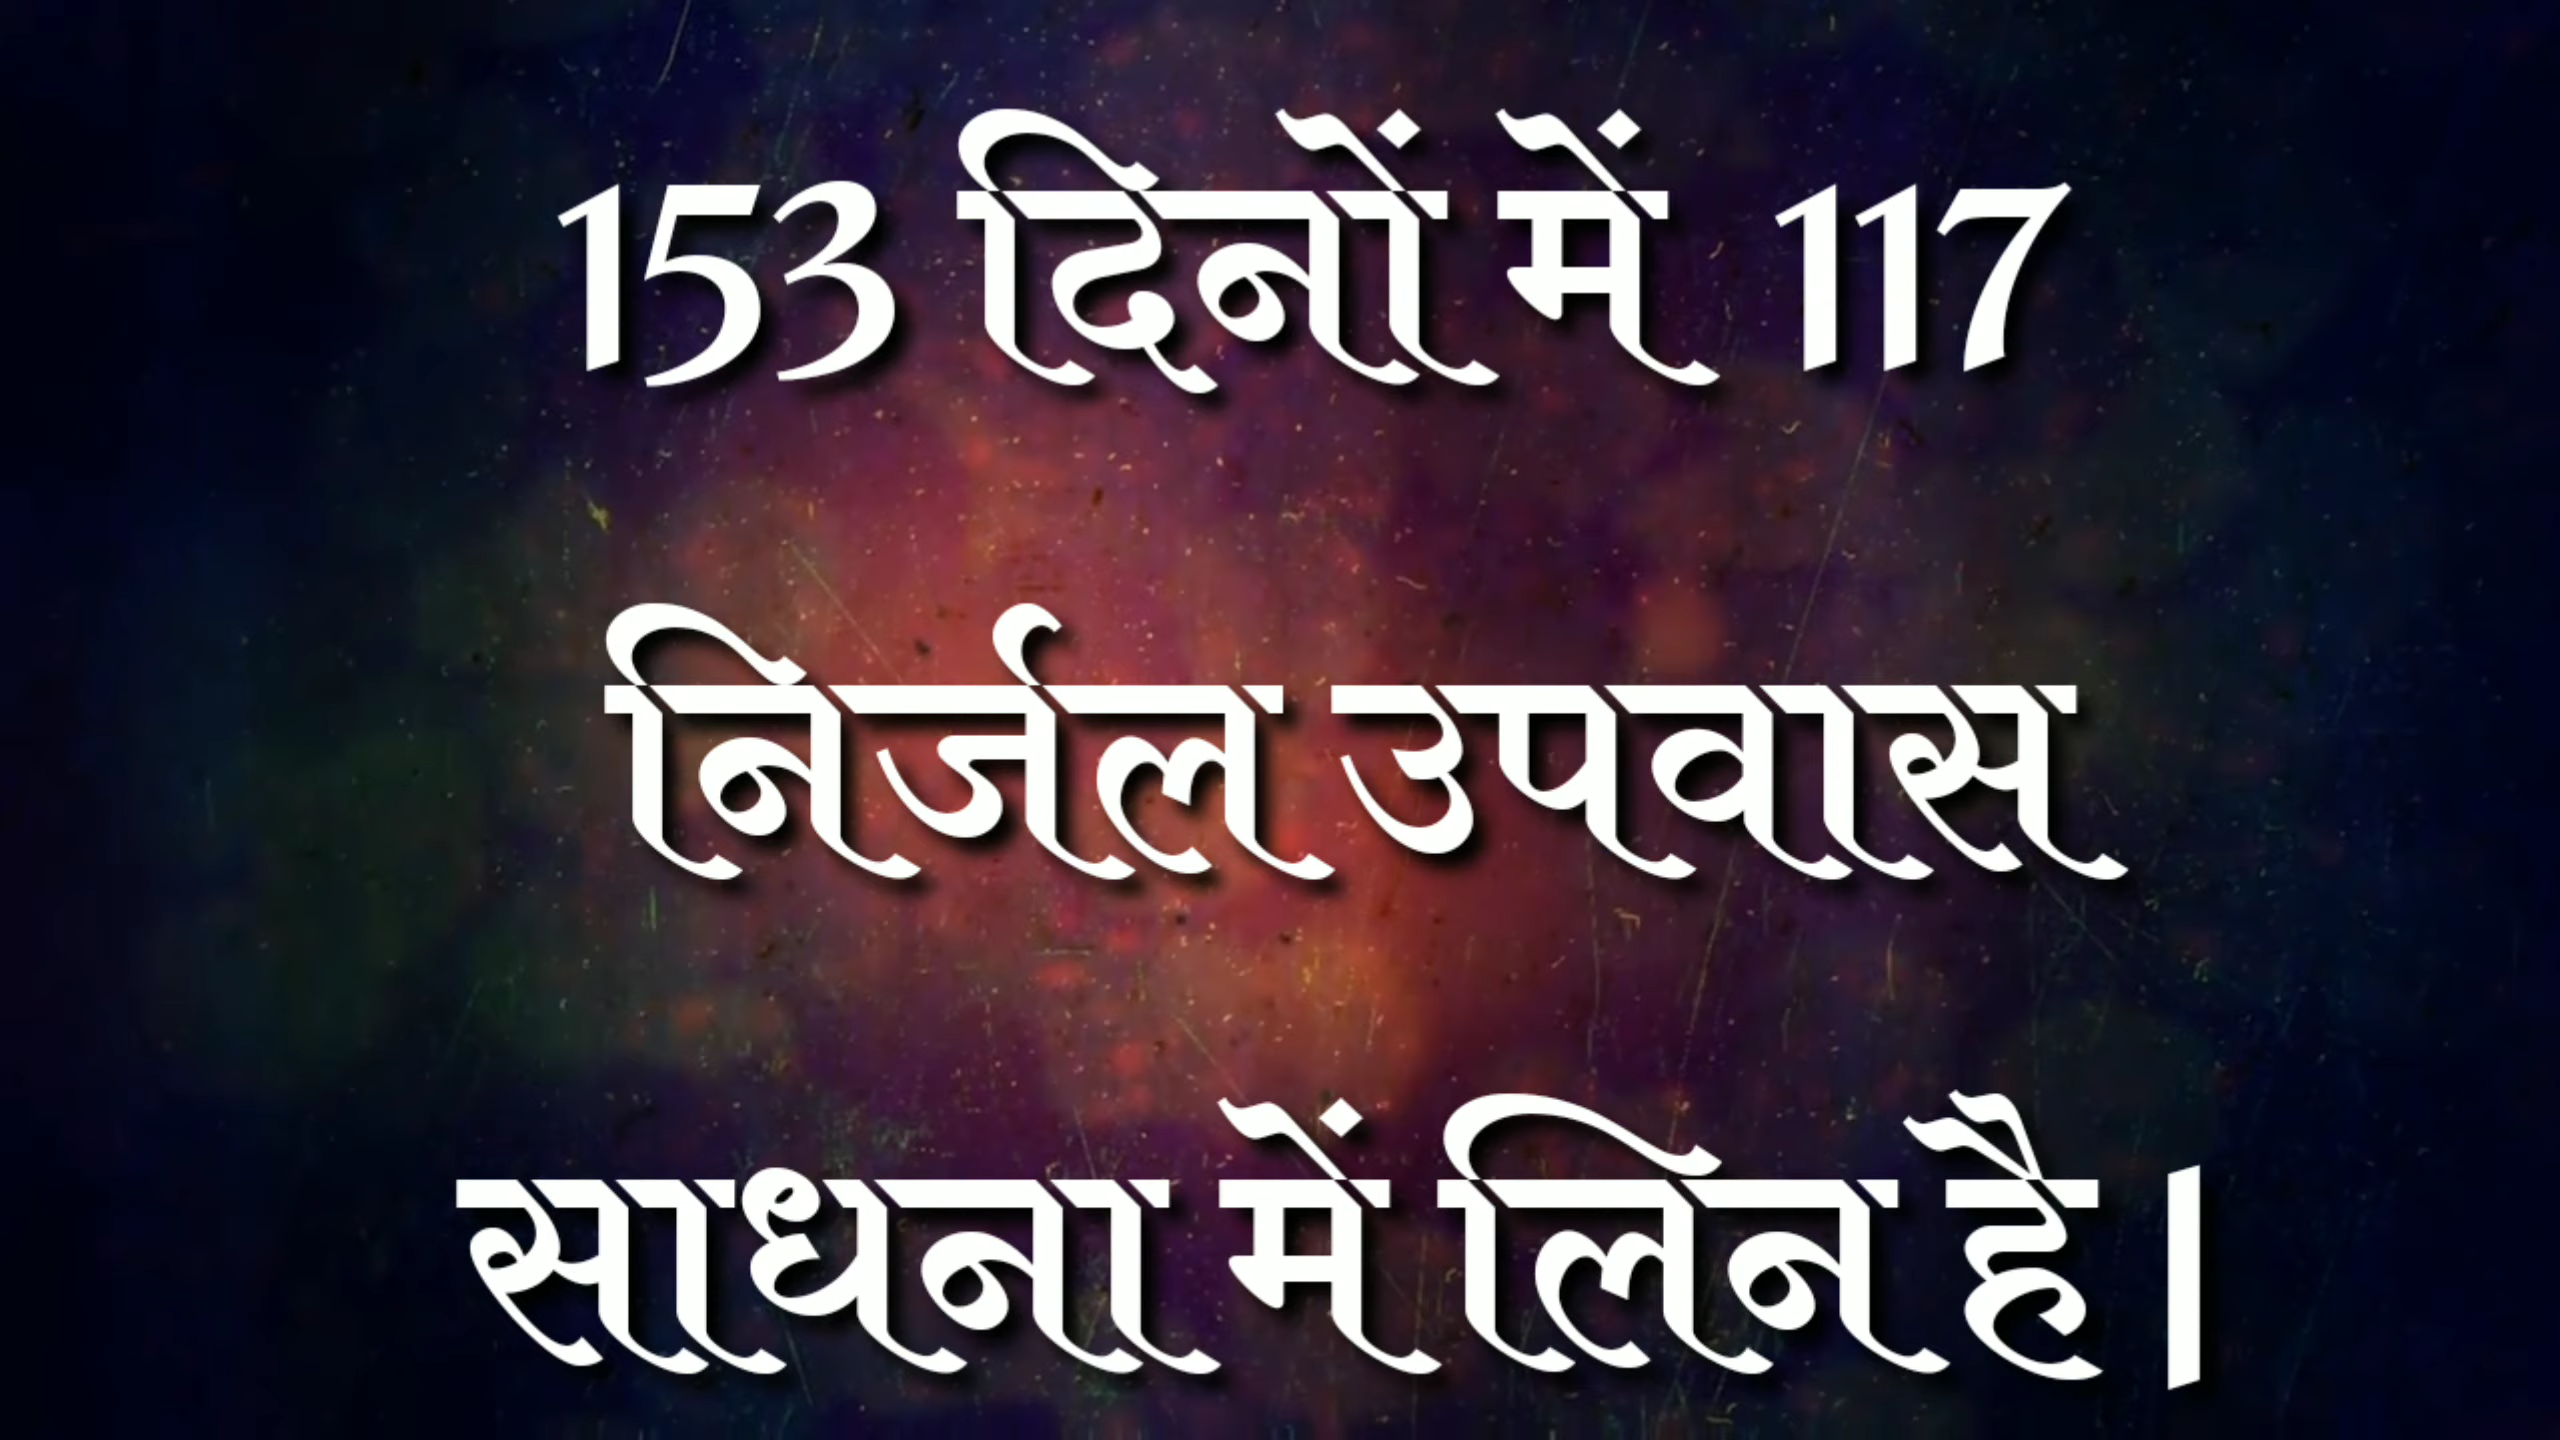 153 दिनों में 117
निर्जल उपवास
साधना में लिन है।